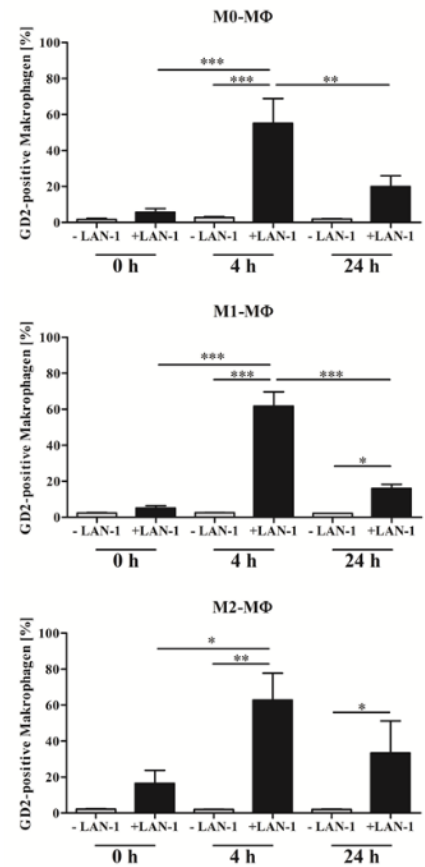 M0-MΦ
GD2-positive Makrophagen [%]
100
80
60
40
20
0
***
***
**
- LAN-1 +LAN-1 - LAN-1 +LAN-1 - LAN-1 +LAN-1
0 h 4 h 24 h
M1-MΦ
GD2-positive Makrophagen [%]
100
80
60
40
20
0
***
***
***
*
- LAN-1 +LAN-1 - LAN-1 +LAN-1 - LAN-1 +LAN-1
0 h 4 h 24 h
M2-MΦ
GD2-positive Makrophagen [%]
100
80
60
40
20
0
*
**
*
- LAN-1 +LAN-1 - LAN-1 +LAN-1 - LAN-1 +LAN-1
0 h 4 h 24 h